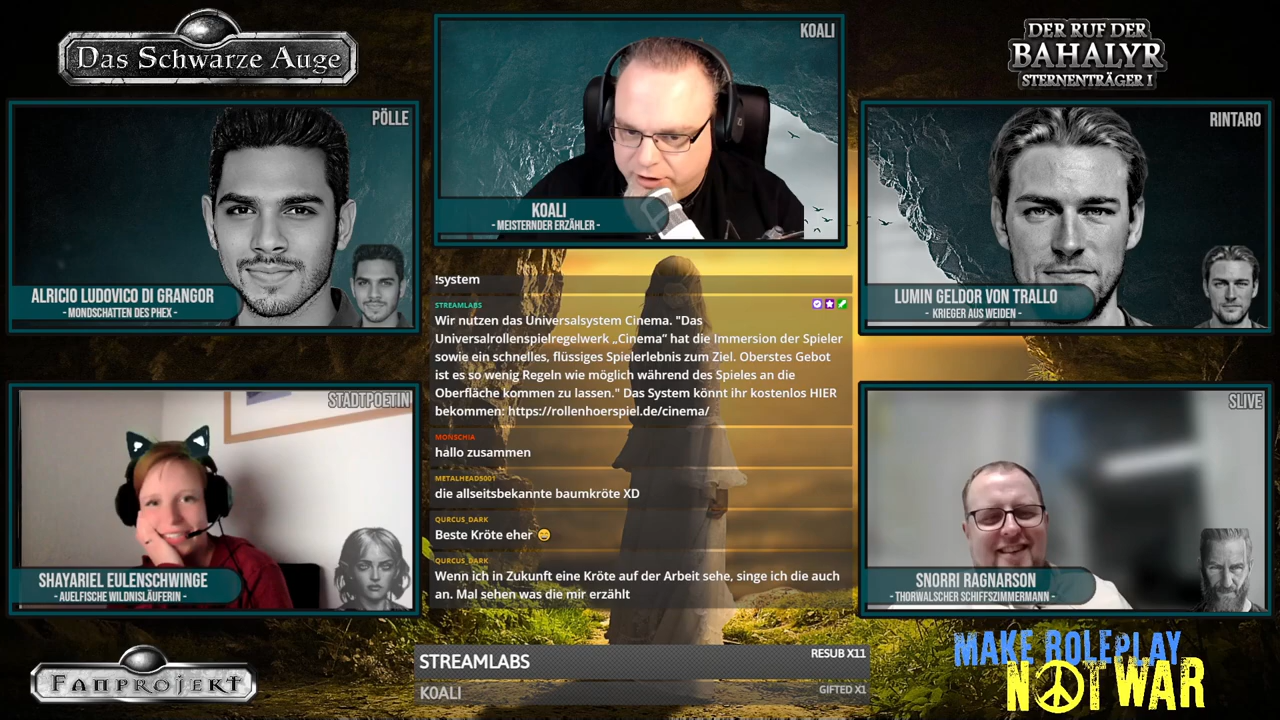 Das Schwarze Auge
KOALI
KOALI
- MEISTERNDER ERZÄHLER -
DER RUF DER
BAHALYR
STERNENTRÄGER I
PÖLLE
ALRICIO LUDOVICO DI GRANGOR
- MONDSCHATTEN DES PHEX -
RINTARO
LUMIN GELDOR VON TRALLO
- KRIEGER AUS WEIDEN -
!system
STREAMLABS
Wir nutzen das Universalsystem Cinema. "Das
Universalrollenspielregelwerk „Cinema" hat die Immersion der Spieler
sowie ein schnelles, flüssiges Spielerlebnis zum Ziel. Oberstes Gebot
ist es so wenig Regeln wie möglich während des Spieles an die
Oberfläche kommen zu lassen." Das System könnt ihr kostenlos HIER
bekommen: https://rollenhoerspiel.de/cinema/
MONSCHIA
hallo zusammen
METALHEAD5001
die allseitsbekannte baumkröte XD
QURCUS_DARK
Beste Kröte eher 😄
QURCUS_DARK
Wenn ich in Zukunft eine Kröte auf der Arbeit sehe, singe ich die auch
an. Mal sehen was die mir erzählt
STADTPOETIN
SHAYARIEL EULENSCHWINGE
- AUELFISCHE WILDNISLÄUFERIN -
SLIVE
SNORRI RAGNARSON
- THORWALSCHER SCHIFFSZIMMERMANN -
FANPROJEKT
STREAMLABS
RESUB X11
KOALI
GIFTED X1
MAKE ROLEPLAY
NOT WAR